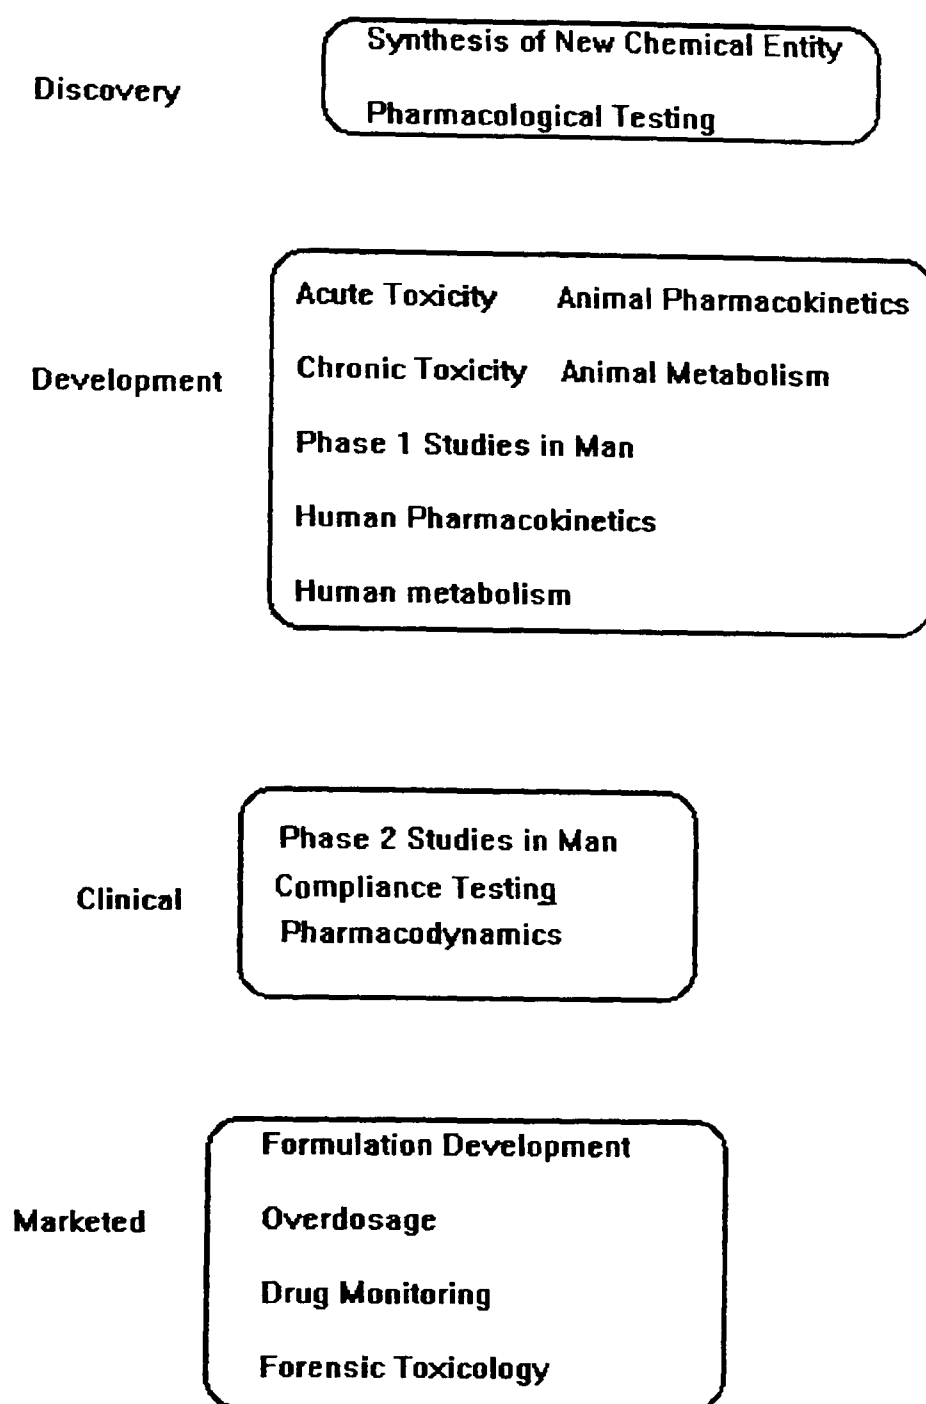 Synthesis of New Chemical Entity
Discovery
Pharmacological Testing
Acute Toxicity Animal Pharmacokinetics
Development
Chronic Toxicity Animal Metabolism
Phase 1 Studies in Man
Human Pharmacokinetics
Human metabolism
Phase 2 Studies in Man
Clinical
Compliance Testing
Pharmacodynamics
Formulation Development
Marketed
Overdosage
Drug Monitoring
Forensic Toxicology